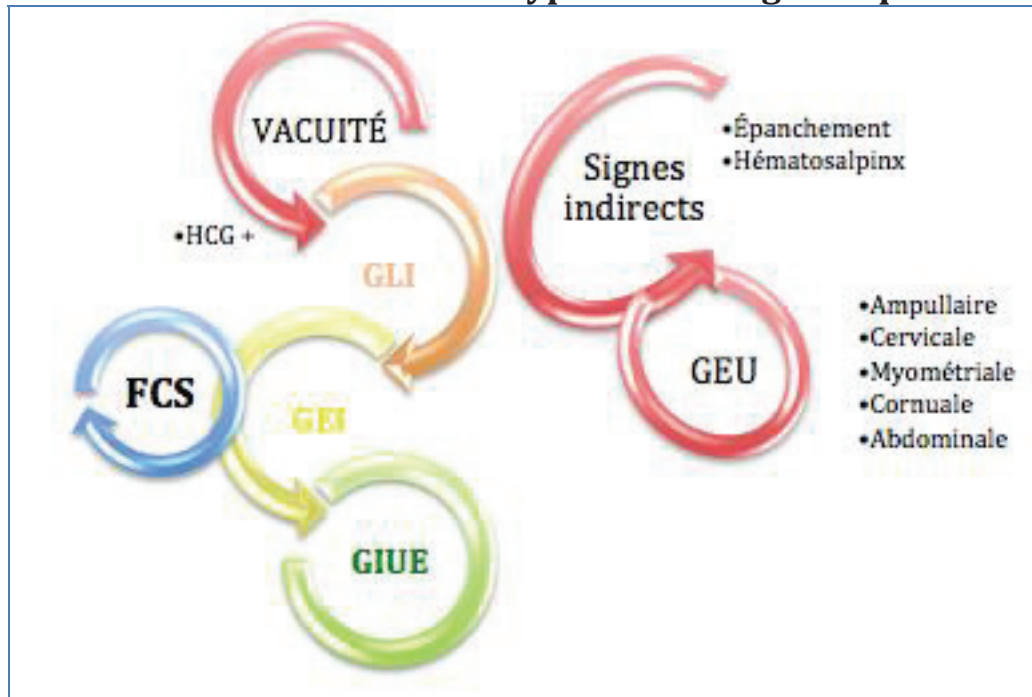 VACUITÉ
•HCG +
GLI
FCS
GEI
GIUE
Signes
indirects
•Épanchement
•Hématosalpinx
GEU
•Ampullaire
•Cervicale
•Myométriale
•Cornuale
•Abdominale